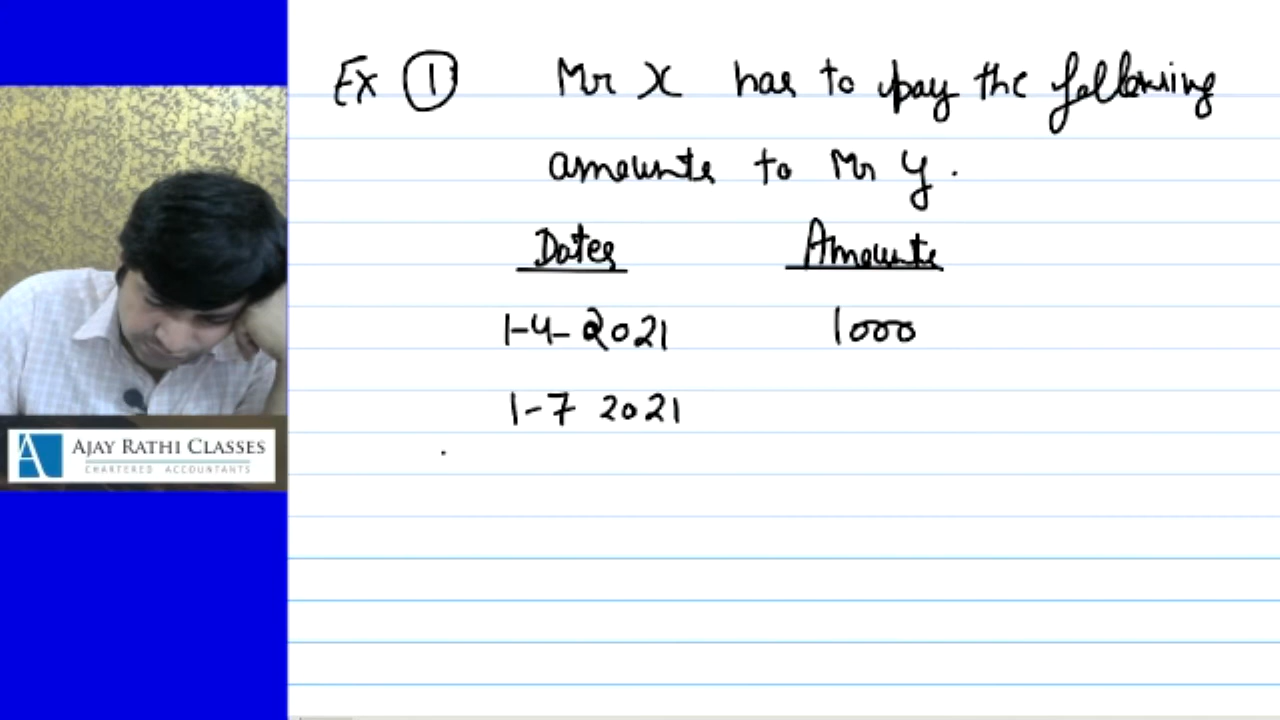 Ex 1 Mr X has to pay the following
amounts to Mr Y.
Dates Amounts
1-4-2021 1000
1-7 2021
AJAY RATHI CLASSES
CHARTERED ACCOUNTANTS